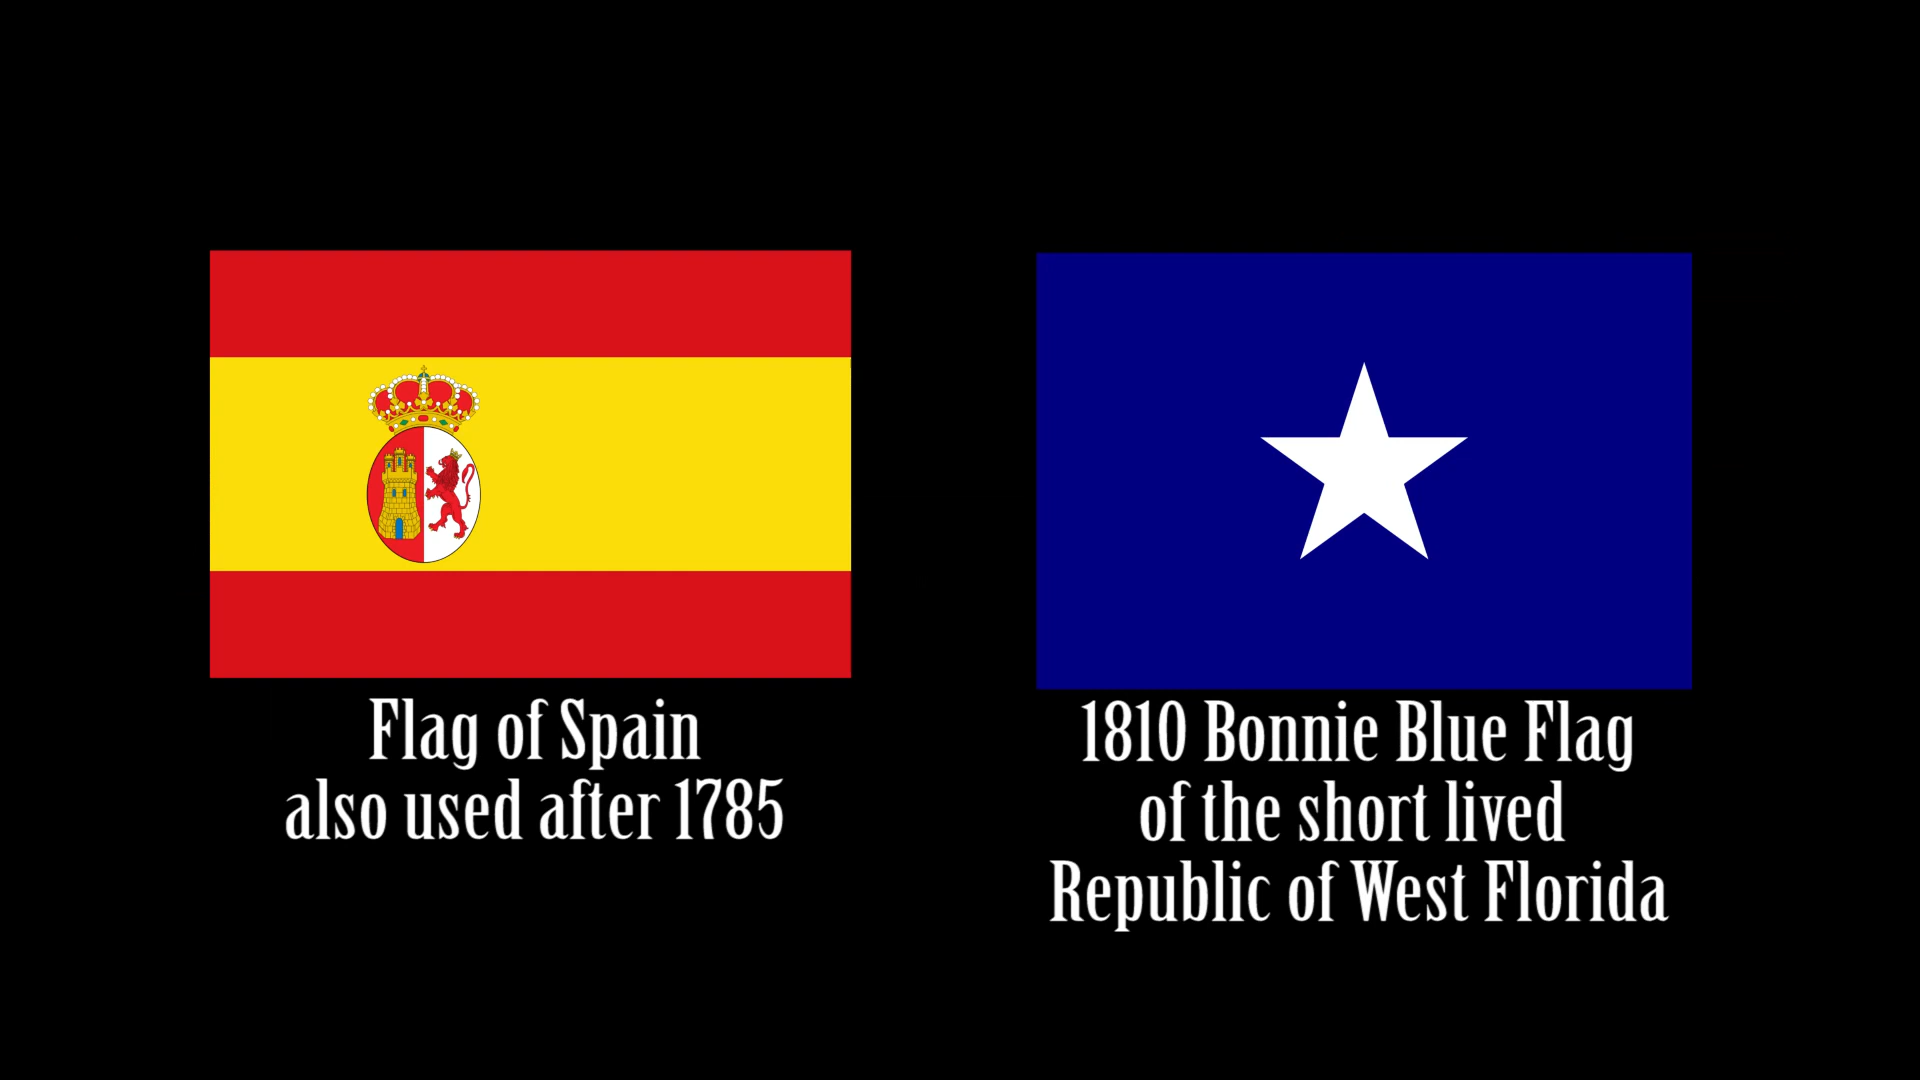 Flag of Spain
also used after 1785
1810 Bonnie Blue Flag
of the short lived
Republic of West Florida